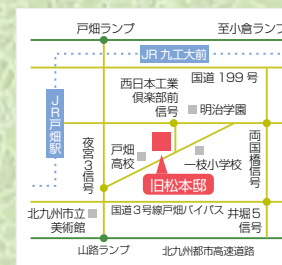 戸畑ランプ
至小倉ランプ
JR 九工大前
西日本工業
倶楽部前
信号
国道 199 号
明治学園
JR戸畑駅
夜宮3信号
戸畑
高校
一枝小学校
両国橋信号
旧松本邸
北九州市立
美術館
国道3号線戸畑バイパス
井堀5
信号
山路ランプ
北九州都市高速道路